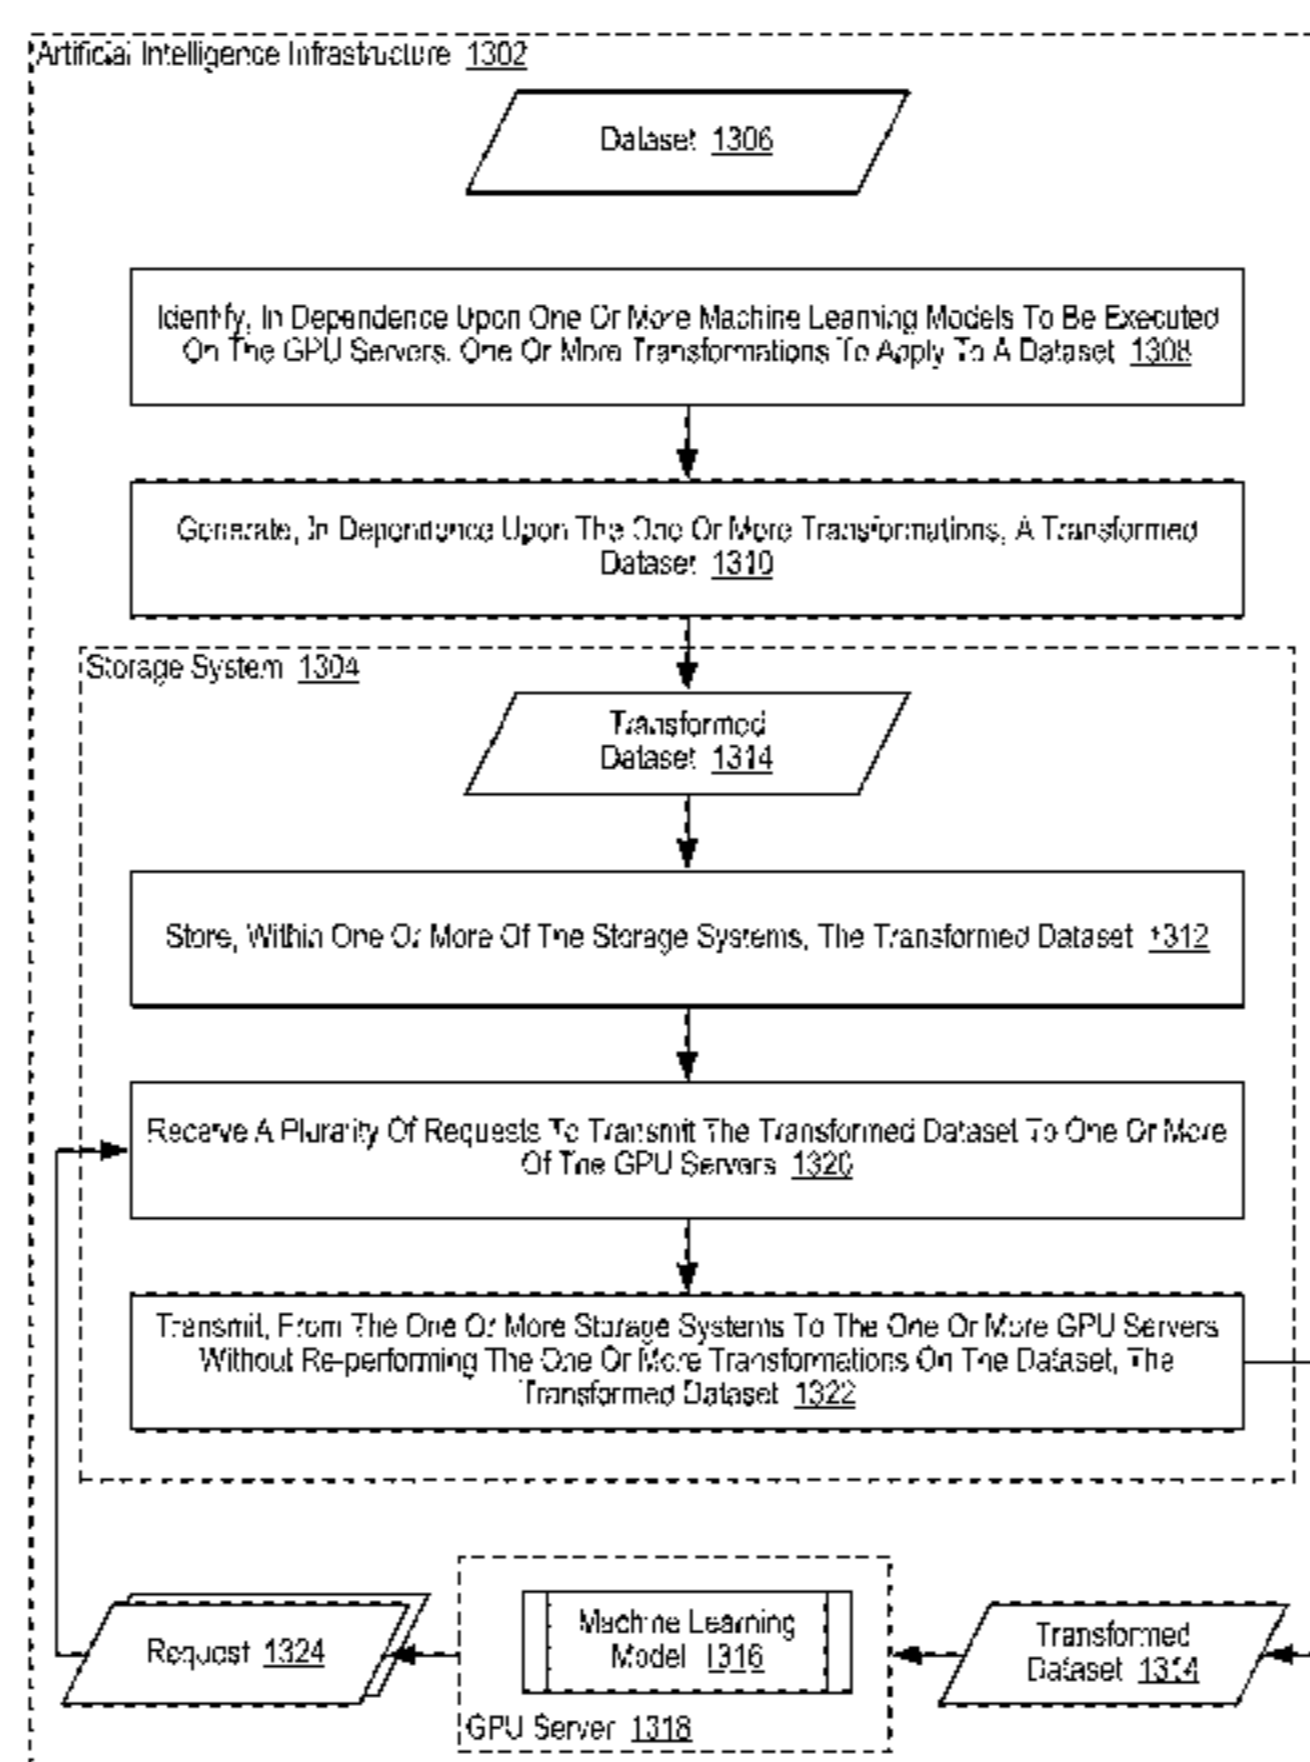 Artificial Intelligence Infrastructure 1302
Dataset 1306
Identify, In Dependence Upon One Or More Machine Learning Models To Be Executed
On The GPU Servers, One Or More Transformations To Apply To A Dataset 1308
Generate, In Dependence Upon The One Or More Transformations, A Transformed
Dataset 1310
Storage System 1304
Transformed
Dataset 1314
Store, Within One Or More Of The Storage Systems, The Transformed Dataset 1312
Receive A Plurality Of Requests To Transmit The Transformed Dataset To One Or More
Of The GPU Servers 1320
Transmit, From The One Or More Storage Systems To The One Or More GPU Servers
Without Re-performing The One Or More Transformations On The Dataset, The
Transformed Dataset 1322
Request 1324
Machine Learning
Model 1316
GPU Server 1318
Transformed
Dataset 1314